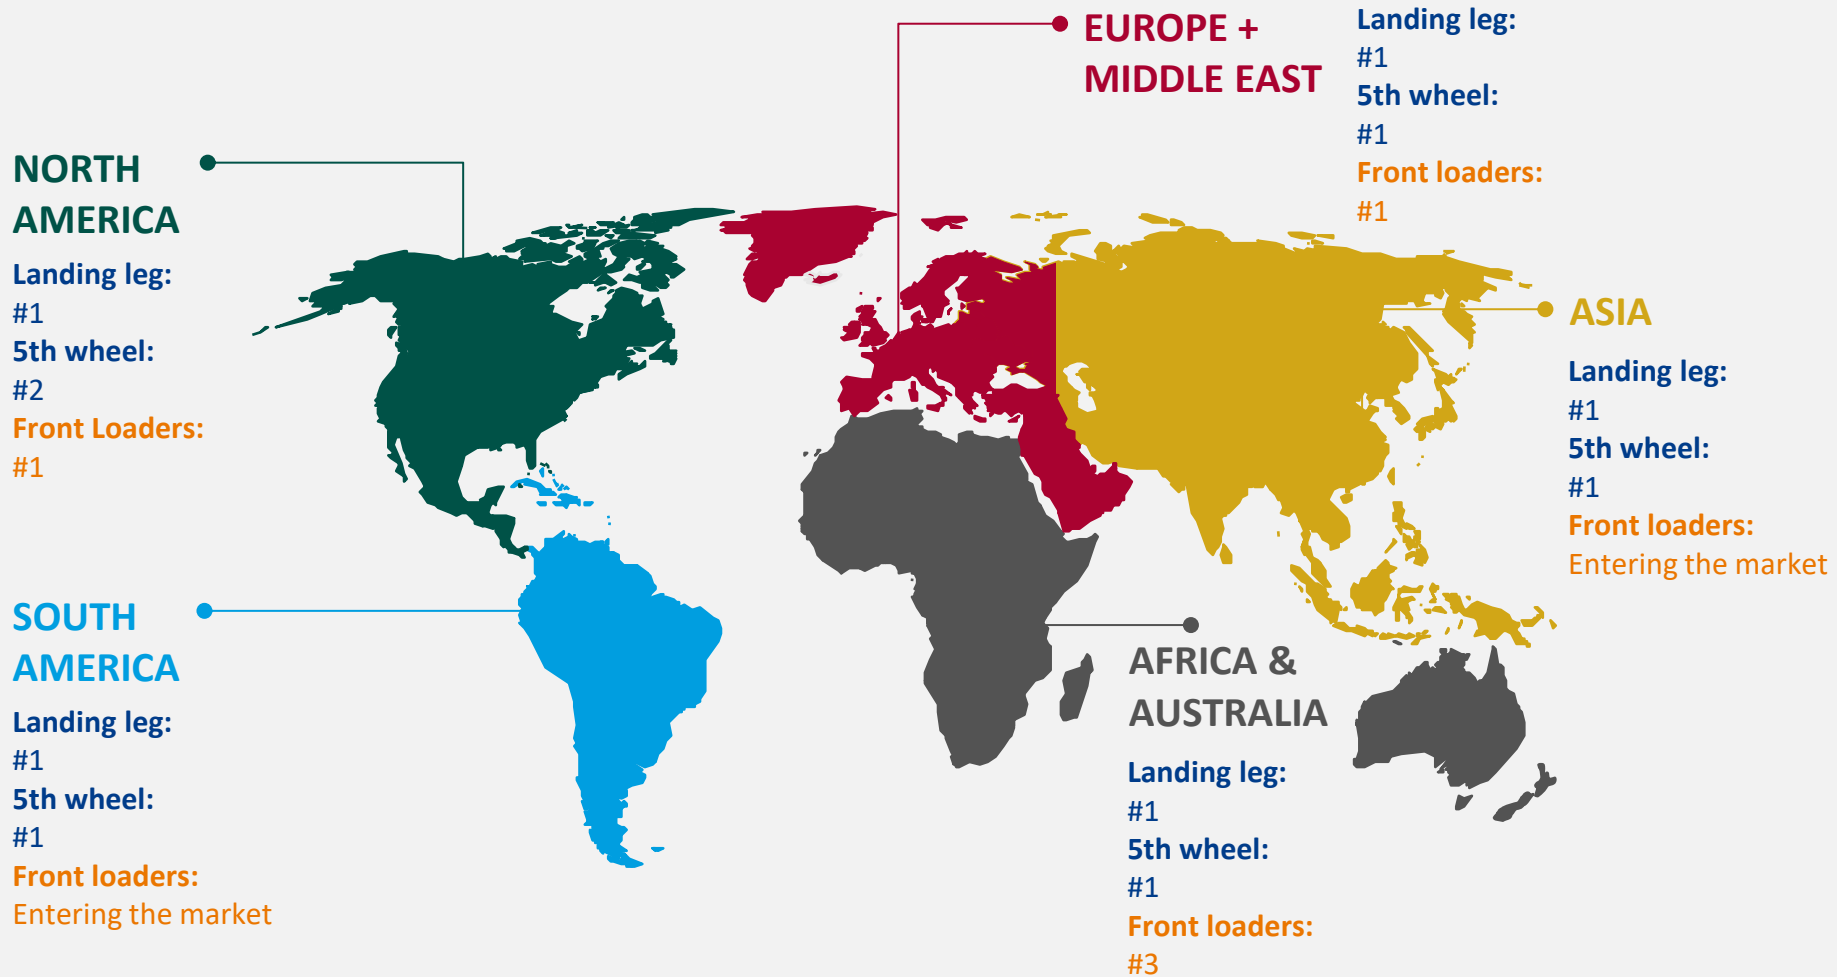 EUROPE +
MIDDLE EAST
Landing leg:
#1
5th wheel:
#1
Front loaders:
#1
NORTH
AMERICA
Landing leg:
#1
5th wheel:
#2
Front Loaders:
#1
ASIA
Landing leg:
#1
5th wheel:
#1
Front loaders:
Entering the market
SOUTH
AMERICA
Landing leg:
#1
5th wheel:
#1
Front loaders:
Entering the market
AFRICA &
AUSTRALIA
Landing leg:
#1
5th wheel:
#1
Front loaders:
#3